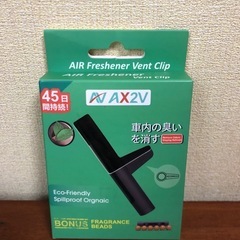 AIR Freshener Vent Clip
AX2V
45日
間持続!
車内の臭い
を消す
Eco-Friendly
Spillproof Orgnaic
BONUS
FRAGRANCE
BEADS